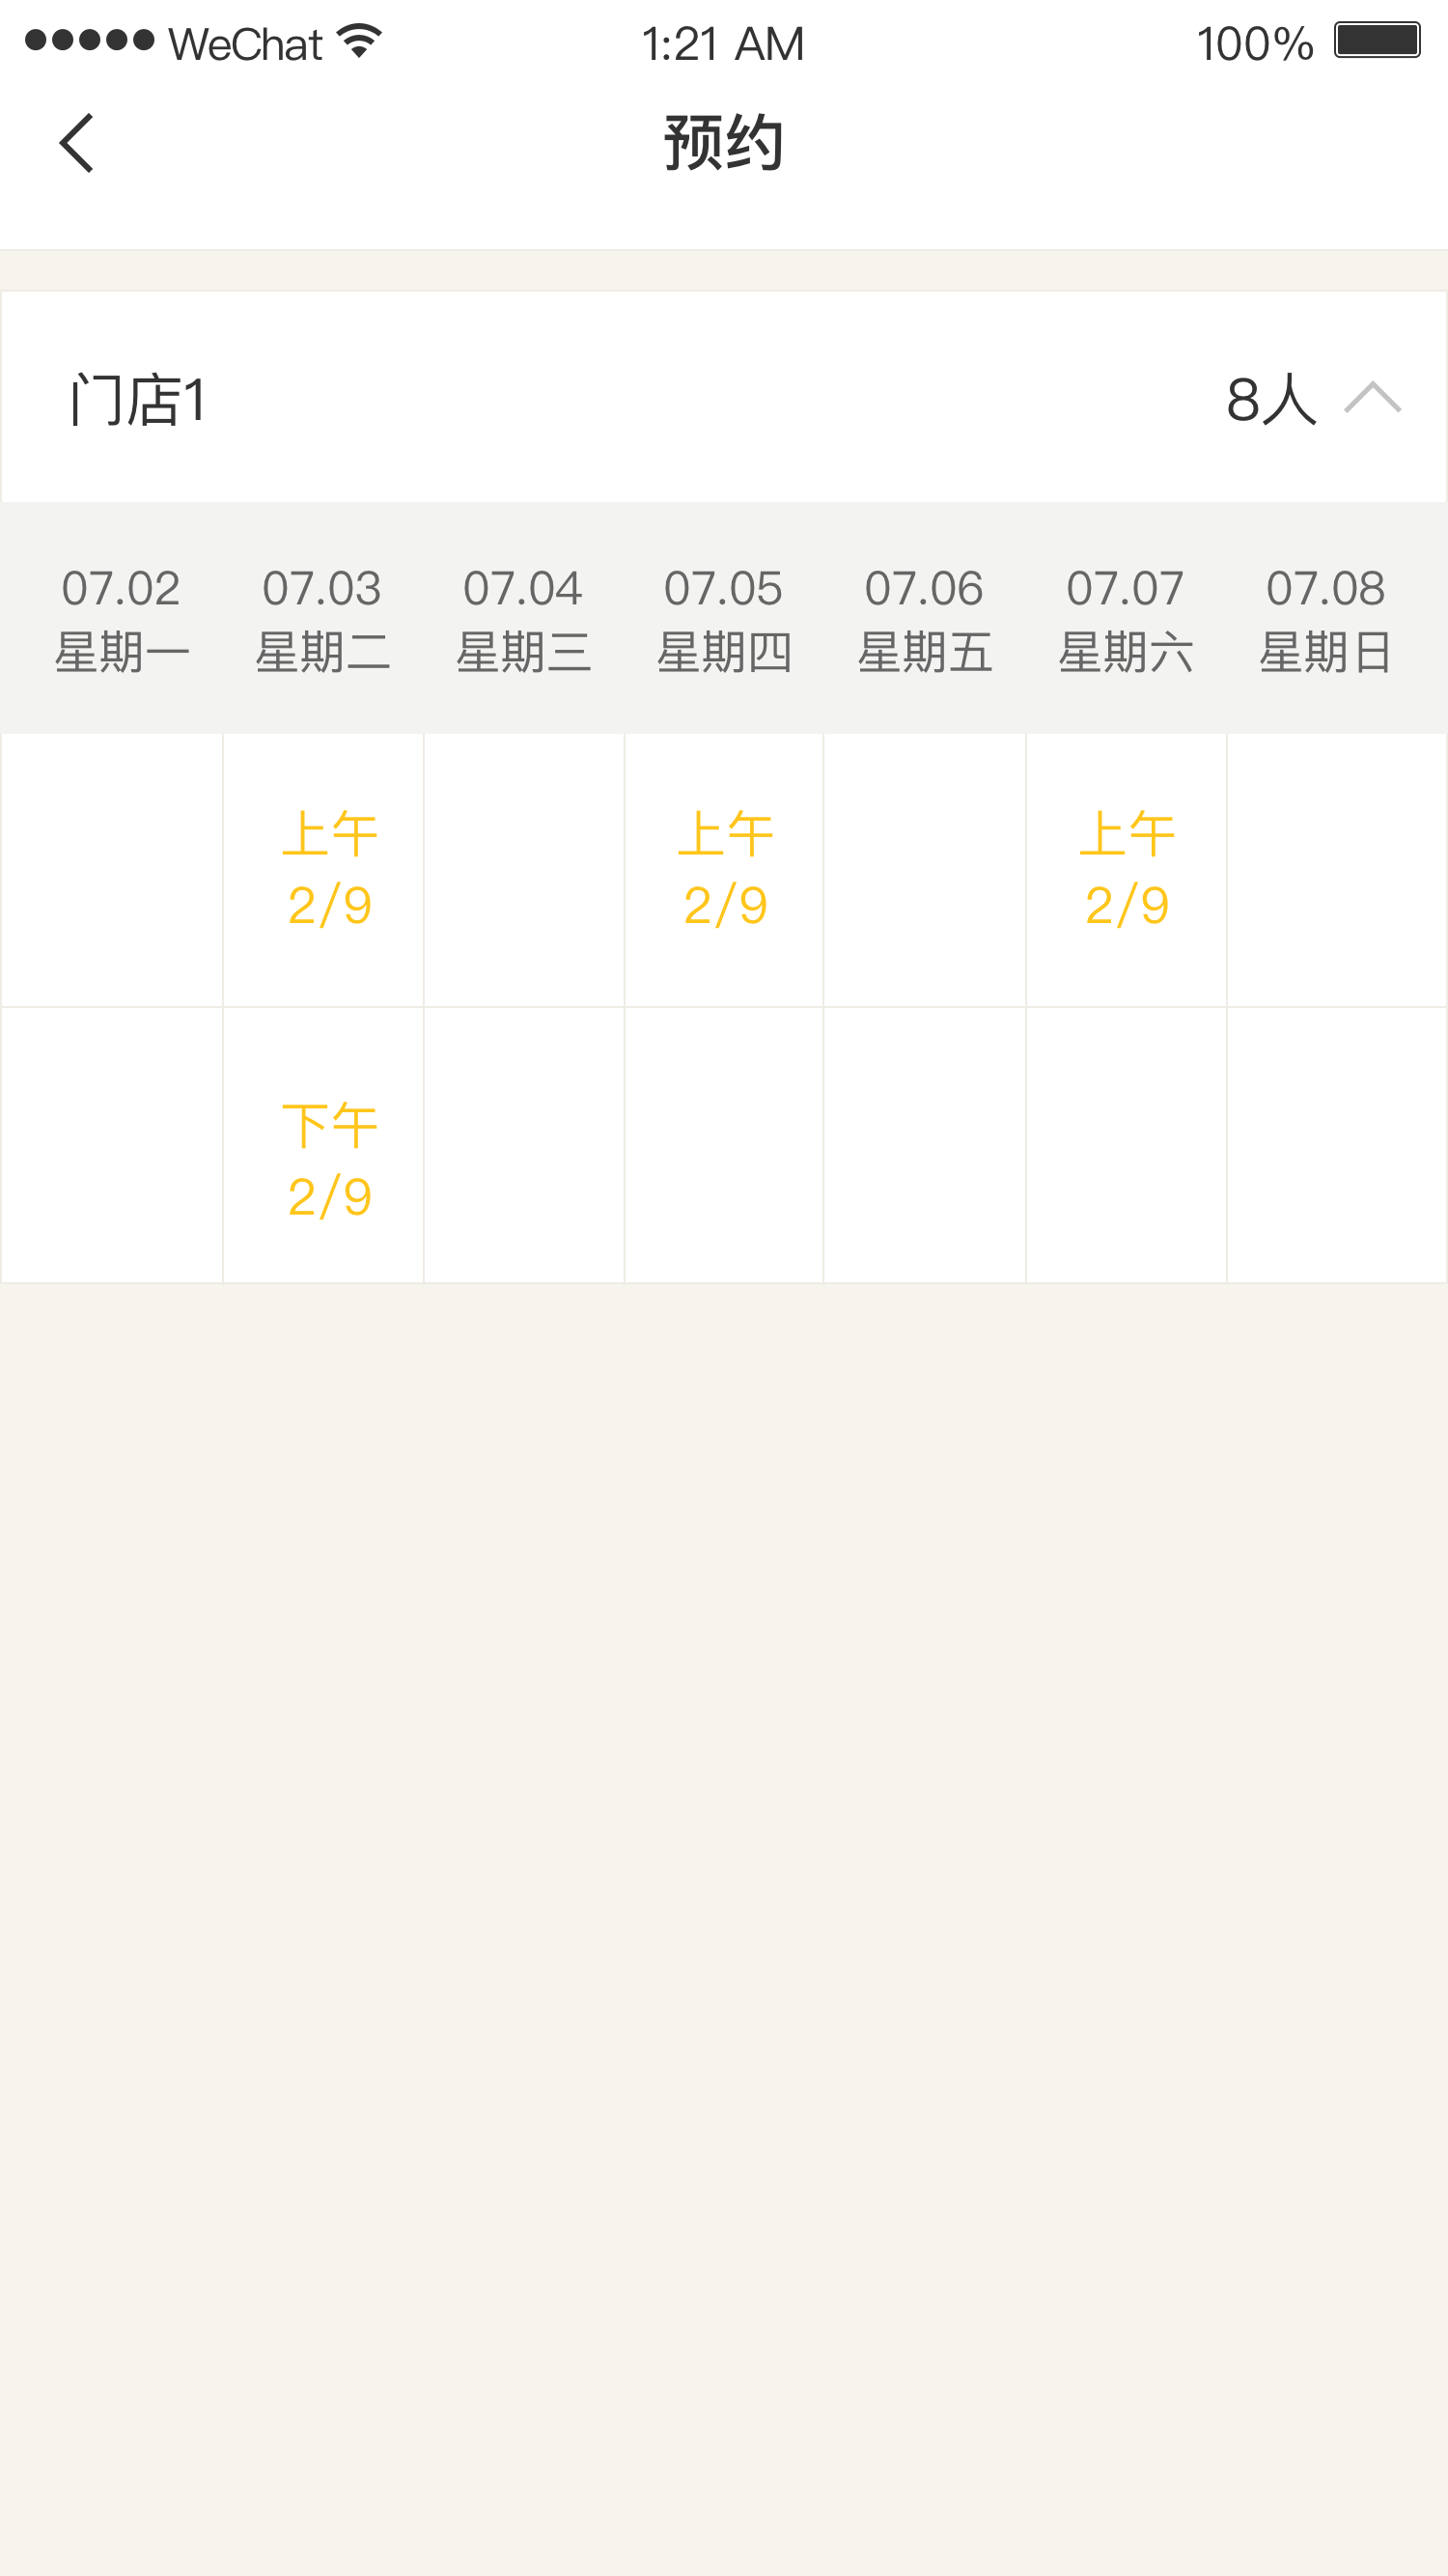 WeChat 1:21 AM 100%
预约
门店1 8人
07.02 07.03 07.04 07.05 07.06 07.07 07.08
星期一 星期二 星期三 星期四 星期五 星期六 星期日
上午 上午 上午
2/9 2/9 2/9
下午
2/9